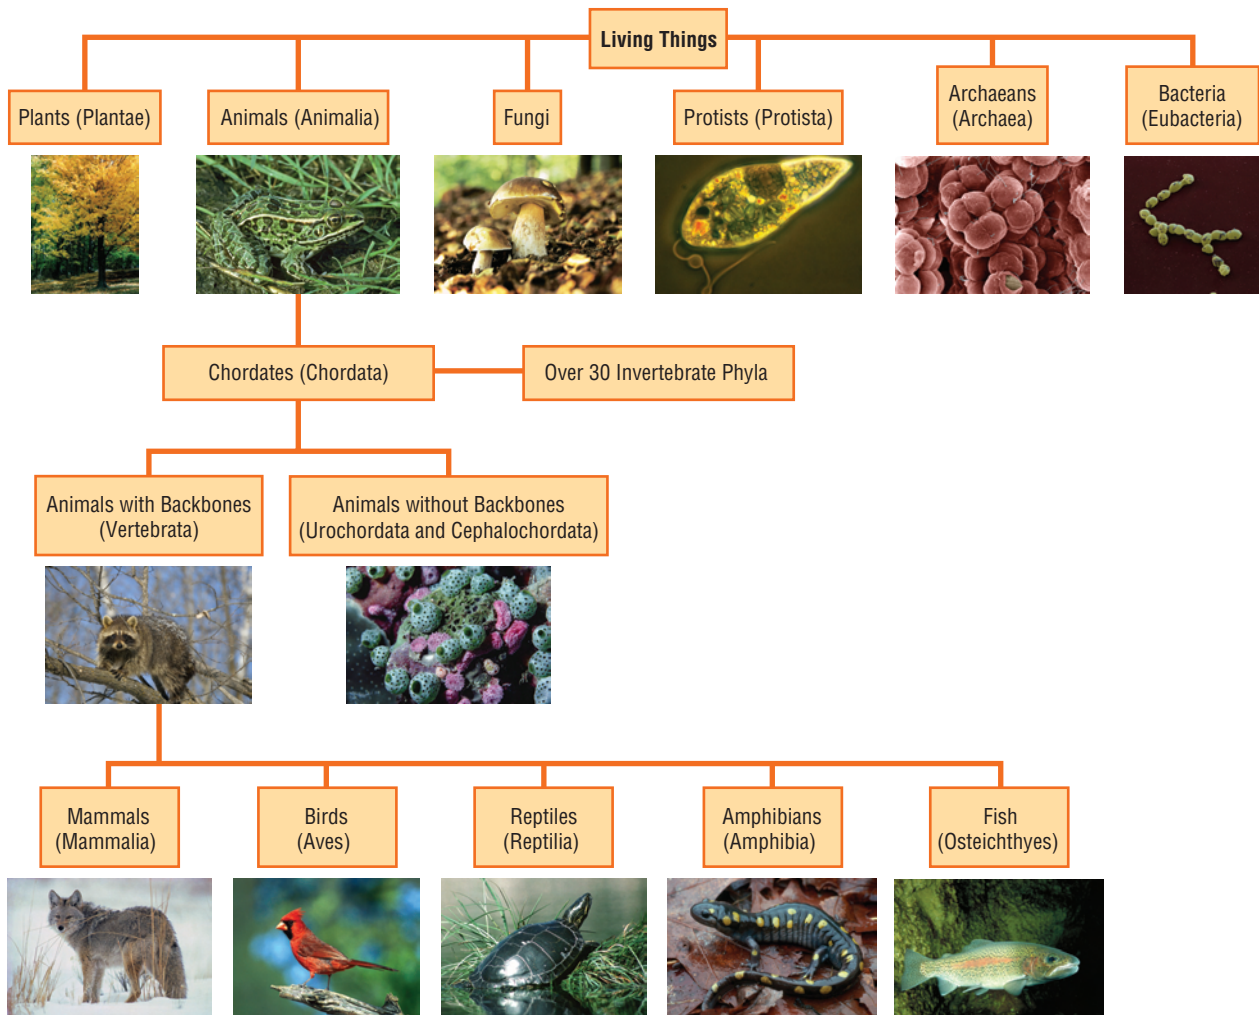 Living Things
Plants (Plantae)
Animals (Animalia)
Fungi
Protists (Protista)
Archaeans
(Archaea)
Bacteria
(Eubacteria)
Chordates (Chordata)
Over 30 Invertebrate Phyla
Animals with Backbones
(Vertebrata)
Animals without Backbones
(Urochordata and Cephalochordata)
Mammals
(Mammalia)
Birds
(Aves)
Reptiles
(Reptilia)
Amphibians
(Amphibia)
Fish
(Osteichthyes)